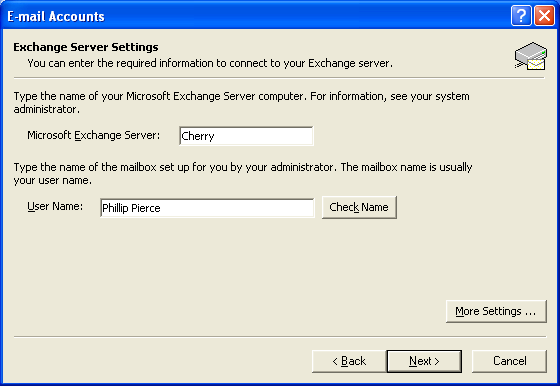 E-mail Accounts
Exchange Server Settings
You can enter the required information to connect to your Exchange server.
Type the name of your Microsoft Exchange Server computer. For information, see your system
administrator.
Microsoft Exchange Server: Cherry
Type the name of the mailbox set up for you by your administrator. The mailbox name is usually
your user name.
User Name: Phillip Pierce Check Name
More Settings ...
< Back Next > Cancel